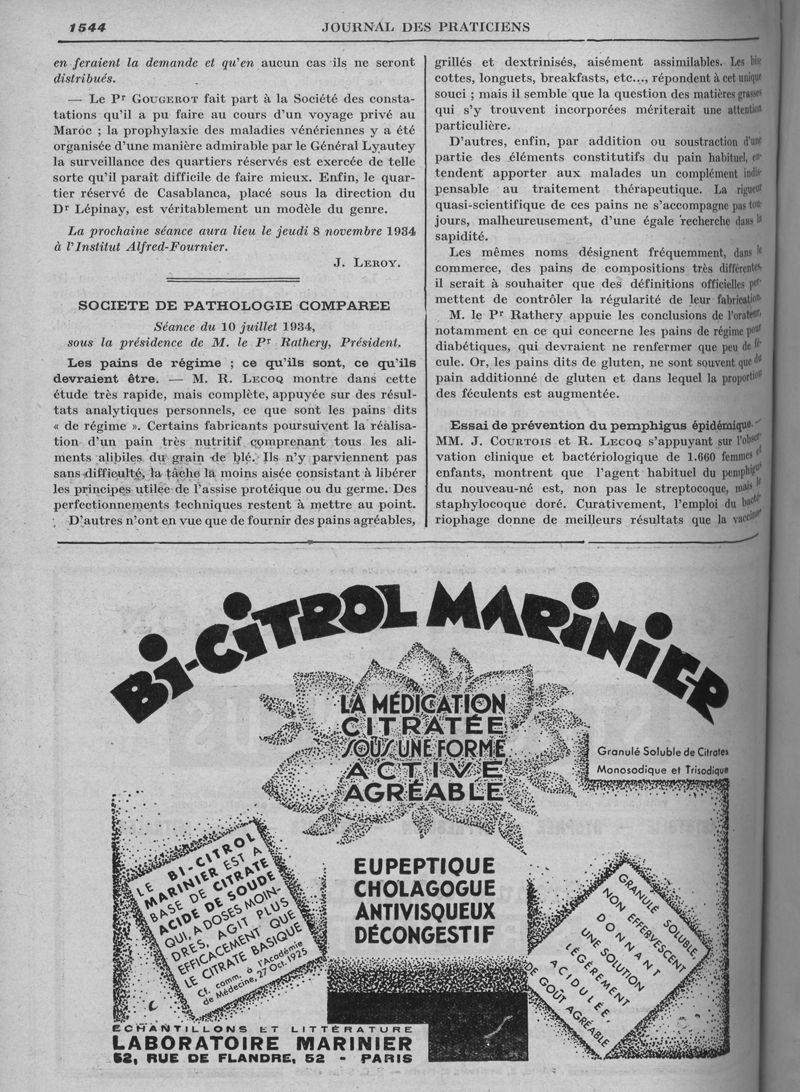 1544
JOURNAL DES PRATICIENS
en feraient la demande et qu'en aucun cas ils ne seront
distribués.
— Le Pr GOUGEROT fait part à la Société des consta-
tations qu'il a pu faire au cours d'un voyage privé au
Maroc ; la prophylaxie des maladies vénériennes y a été
organisée d'une manière admirable par le Général Lyautey
la surveillance des quartiers réservés est exercée de telle
sorte qu'il paraît difficile de faire mieux. Enfin, le quar-
tier réservé de Casablanca, placé sous la direction du
Dr Lépinay, est véritablement un modèle du genre.
La prochaine séance aura lieu le jeudi 8 novembre 1934
à l'Institut Alfred-Fournier.
J. LEROY.
SOCIETE DE PATHOLOGIE COMPAREE
Séance du 10 juillet 1934,
sous la présidence de M. le Pr Rathery, Président.
Les pains de régime ; ce qu'ils sont, ce qu'ils
devraient être. — M. R. LECOQ montre dans cette
étude très rapide, mais complète, appuyée sur des résul-
tats analytiques personnels, ce que sont les pains dits
« de régime ». Certains fabricants poursuivent la réalisa-
tion d'un pain très nutritif comprenant tous les ali-
ments alibiles du grain de blé. Ils n'y parviennent pas
sans difficulté, la tâche la moins aisée consistant à libérer
les principes utiles de l'assise protéique ou du germe. Des
perfectionnements techniques restent à mettre au point.
D'autres n'ont en vue que de fournir des pains agréables,
grillés et dextrinisés, aisément assimilables. Les bis-
cottes, longuets, breakfasts, etc..., répondent à cet unique
souci ; mais il semble que la question des matières grasses
qui s'y trouvent incorporées mériterait une attention
particulière.
D'autres, enfin, par addition ou soustraction d'une
partie des éléments constitutifs du pain habituel, en-
tendent apporter aux malades un complément indis-
pensable au traitement thérapeutique. La rigueur
quasi-scientifique de ces pains ne s'accompagne pas tou-
jours, malheureusement, d'une égale recherche dans la
sapidité.
Les mêmes noms désignent fréquemment, dans le
commerce, des pains de compositions très différentes,
il serait à souhaiter que des définitions officielles per-
mettent de contrôler la régularité de leur fabrication.
M. le Pr Rathery appuie les conclusions de l'orateur,
notamment en ce qui concerne les pains de régime pour
diabétiques, qui devraient ne renfermer que peu de fé-
cule. Or, les pains dits de gluten, ne sont souvent que du
pain additionné de gluten et dans lequel la proportion
des féculents est augmentée.
Essai de prévention du pemphigus épidémique. —
MM. J. COURTOIS et R. LECOQ s'appuyant sur l'obser-
vation clinique et bactériologique de 1.660 femmes et
enfants, montrent que l'agent habituel du pemphigus
du nouveau-né est, non pas le streptocoque, mais le
staphylocoque doré. Curativement, l'emploi du bacté-
riophage donne de meilleurs résultats que la vaccino-
BI-CITROL MARINIER
LA MÉDICATION
CITRATÉE
SOUS UNE FORME
ACTIVE
AGRÉABLE
Granulé Soluble de Citrates
Monosodique et Trisodique
LE BI-CITROL
MARINIER EST A
BASE DE CITRATE
ACIDE DE SOUDE
QUI, A DOSES MOIN-
DRES, AGIT PLUS
EFFICACEMENT QUE
LE CITRATE BASIQUE
Cf. comm. à l'Académie
de Médecine, 27 Oct. 1925
EUPEPTIQUE
CHOLAGOGUE
ANTIVISQUEUX
DÉCONGESTIF
GRANULÉ SOLUBLE
NON EFFERVESCENT
DONNANT
UNE SOLUTION
LÉGÈREMENT
ACIDULÉE,
DE GOÛT AGRÉABLE
ECHANTILLONS ET LITTÉRATURE
LABORATOIRE MARINIER
52, RUE DE FLANDRE, 52 - PARIS